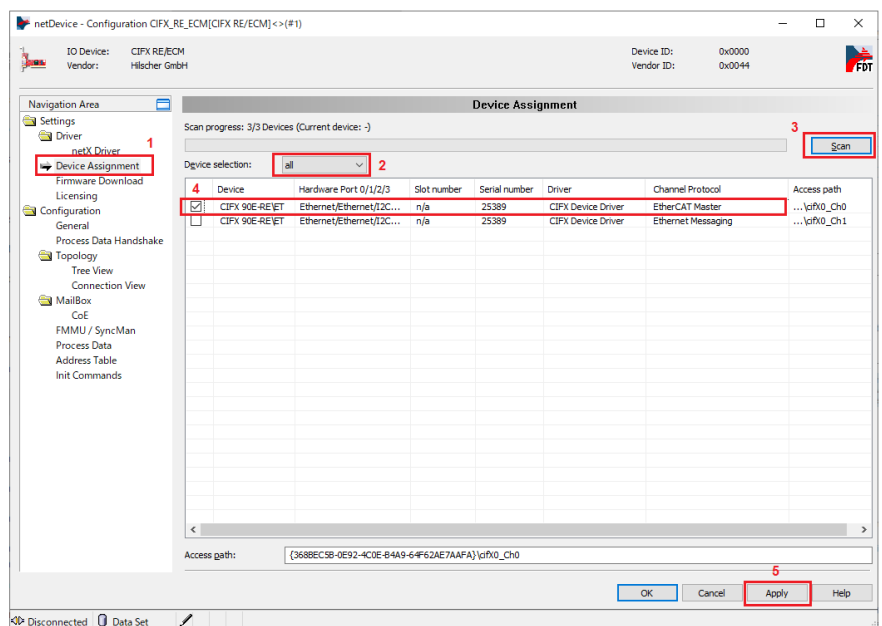 netDevice - Configuration CIFX_RE_ECM[CIFX RE/ECM]<>(#1)
IO Device: CIFX RE/ECM Device ID: 0x0000
Vendor: Hilscher GmbH Vendor ID: 0x0044
FDT
Navigation Area
Settings
Driver
netX Driver
1
Device Assignment
Firmware Download
Licensing
Configuration
General
Process Data Handshake
Topology
Tree View
Connection View
MailBox
CoE
FMMU / SyncMan
Process Data
Address Table
Init Commands
Device Assignment
Scan progress: 3/3 Devices (Current device: -)
3
Scan
Device selection: all 2
4 Device Hardware Port 0/1/2/3 Slot number Serial number Driver Channel Protocol Access path
CIFX 90E-RE\ET Ethernet/Ethernet/I2C... n/a 25389 CIFX Device Driver EtherCAT Master ...\cifX0_Ch0
CIFX 90E-RE\ET Ethernet/Ethernet/I2C... n/a 25389 CIFX Device Driver Ethernet Messaging ...\cifX0_Ch1
Access path: {368BEC5B-0E92-4C0E-B4A9-64F62AE7AAFA}\cifX0_Ch0
5
OK Cancel Apply Help
Disconnected Data Set